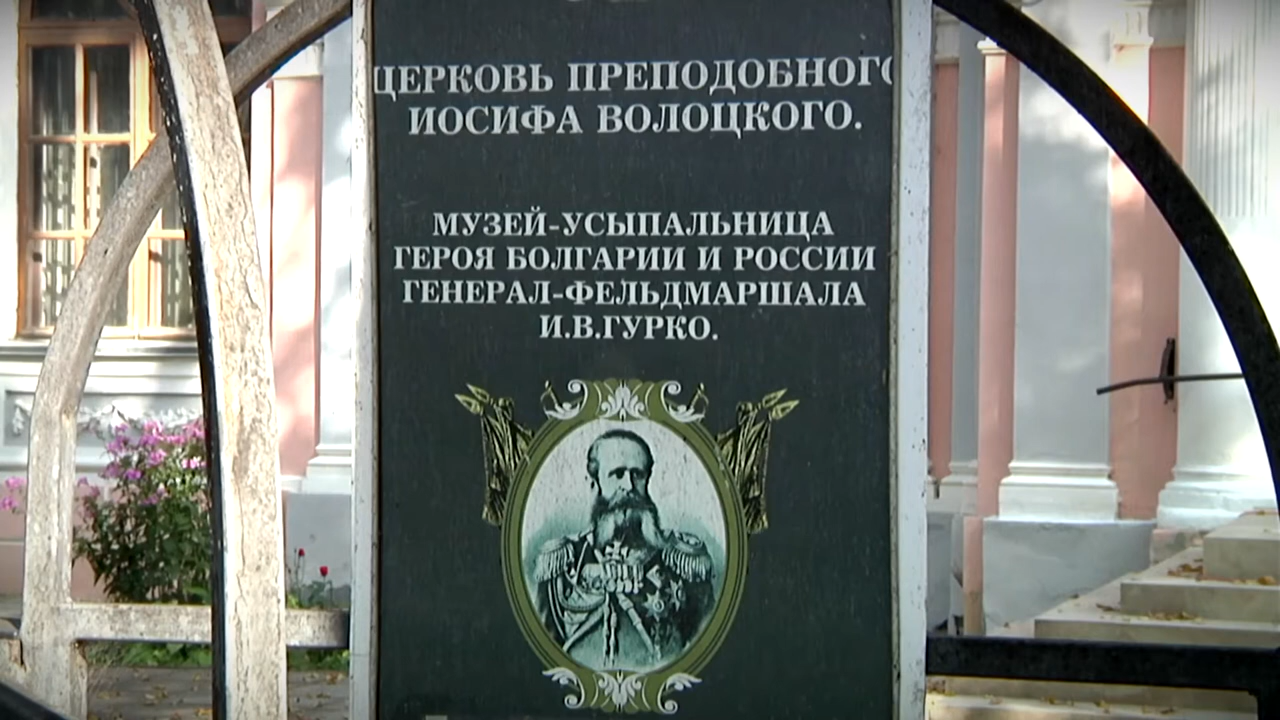 ЦЕРКОВЬ ПРЕПОДОБНОГО
ИОСИФА ВОЛОЦКОГО.
МУЗЕЙ-УСЫПАЛЬНИЦА
ГЕРОЯ БОЛГАРИИ И РОССИИ
ГЕНЕРАЛ-ФЕЛЬДМАРШАЛА
И.В.ГУРКО.